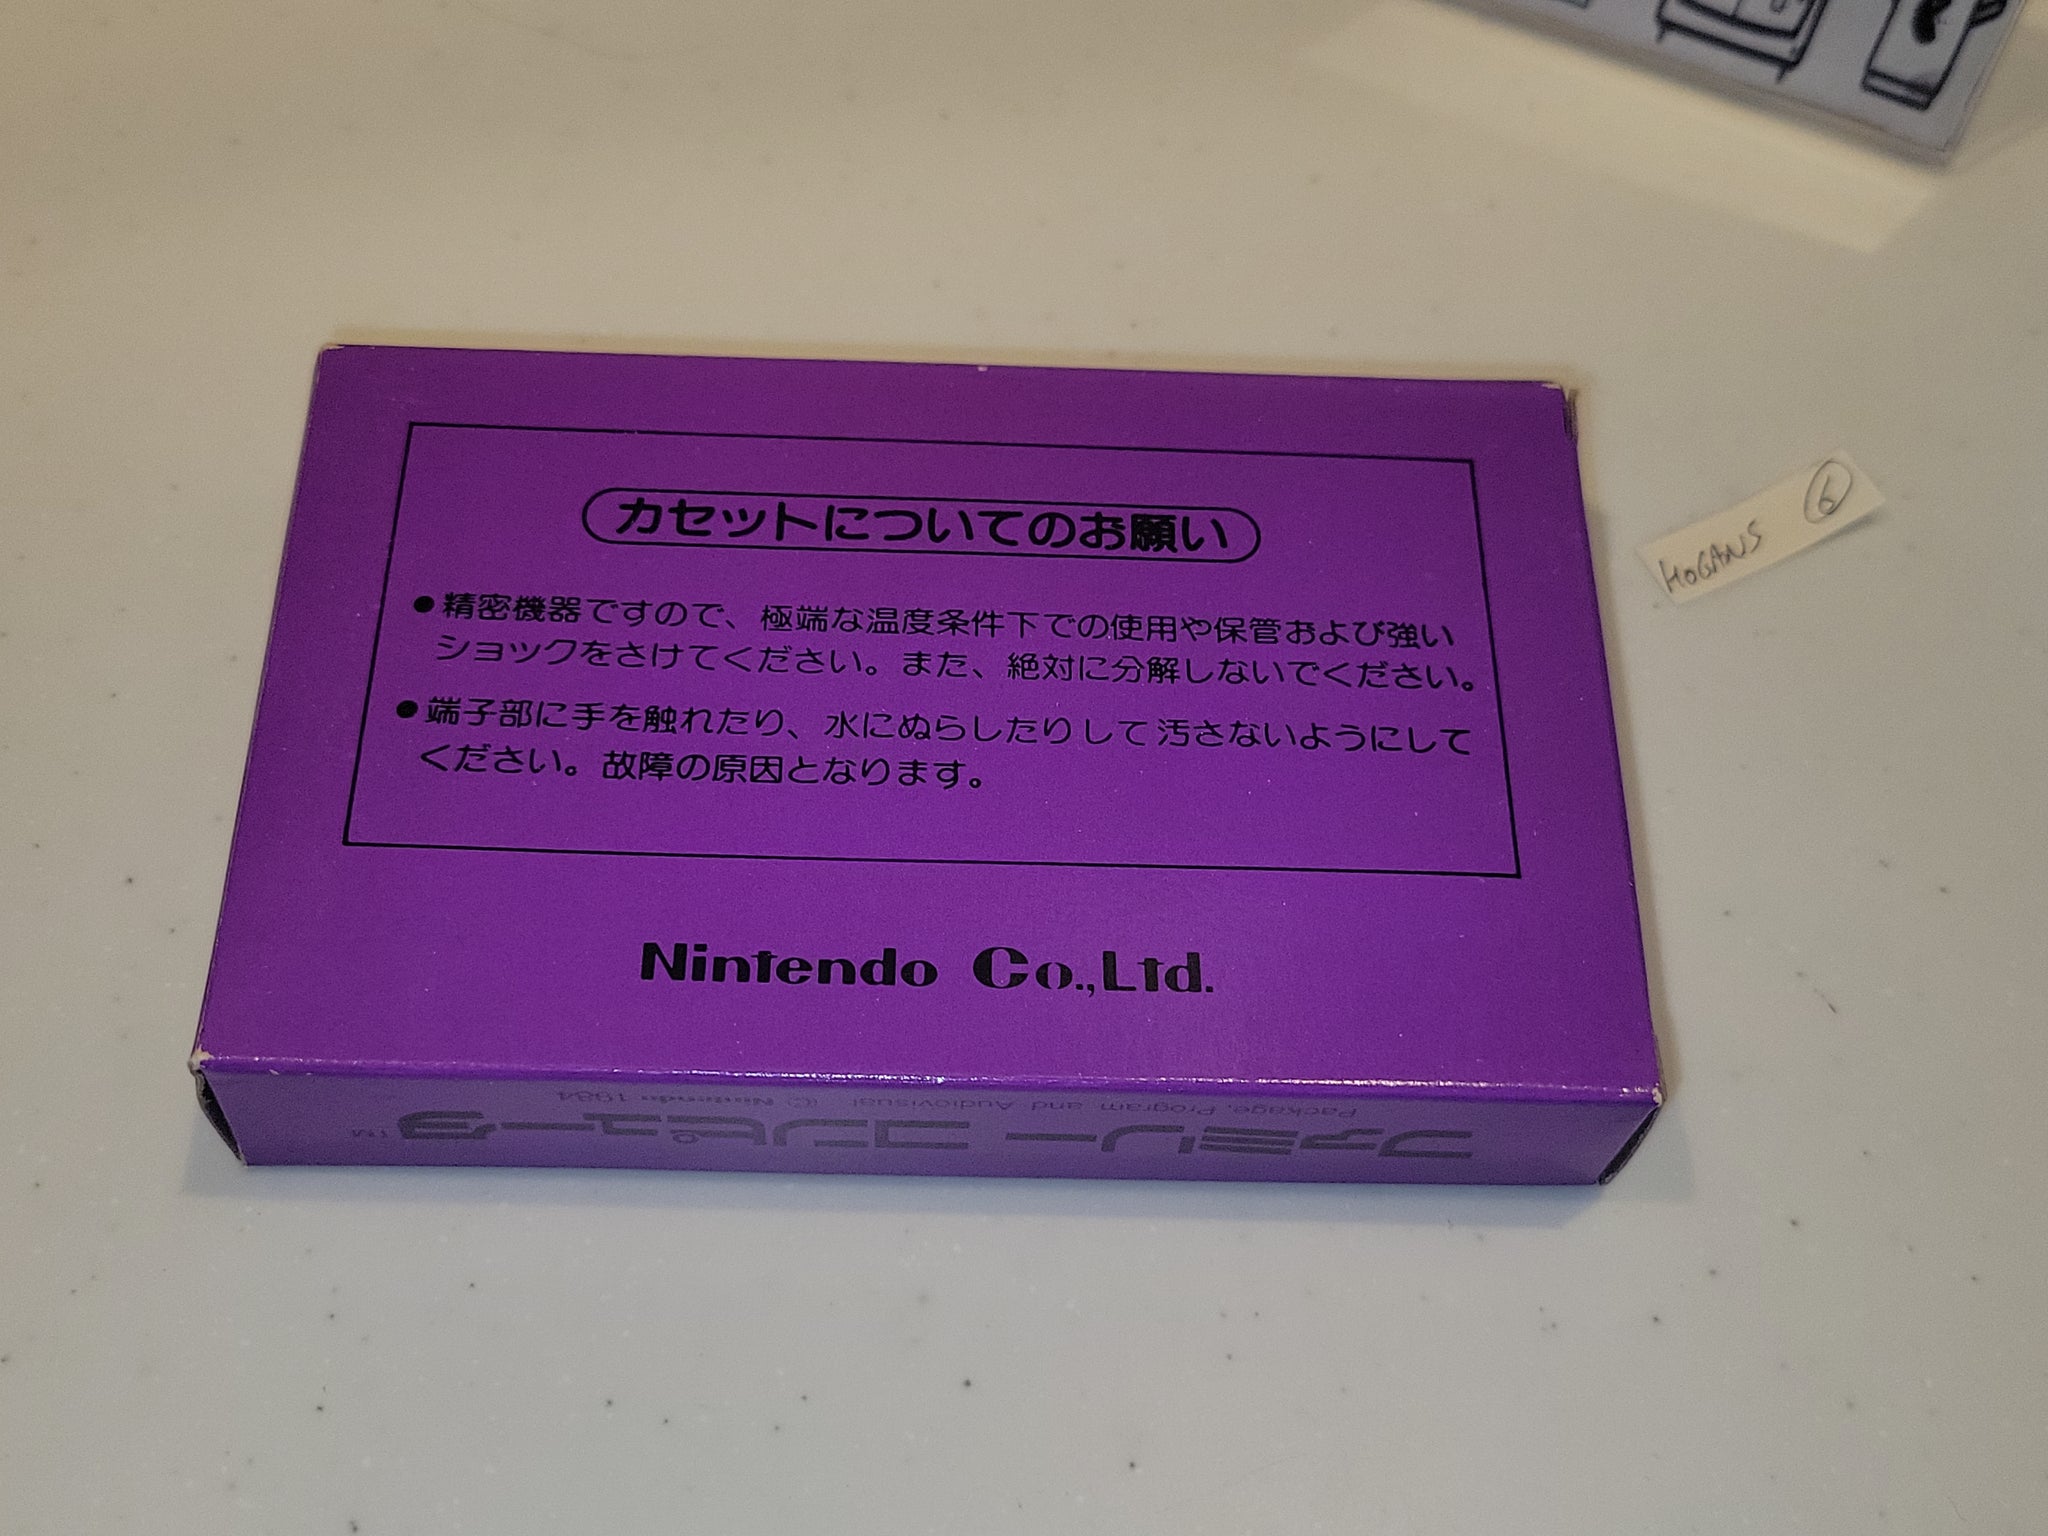 カセットについてのお願い
●精密機器ですので、極端な温度条件下での使用や保管および強い
ショックをさけてください。また、絶対に分解しないでください。
●端子部に手を触れたり、水にぬらしたりして汚さないようにして
ください。故障の原因となります。
Nintendo Co.,Ltd.
ファミリー コンピュータ™
Package, Program and Audiovisual © Nintendo 1984
HOGANS 6